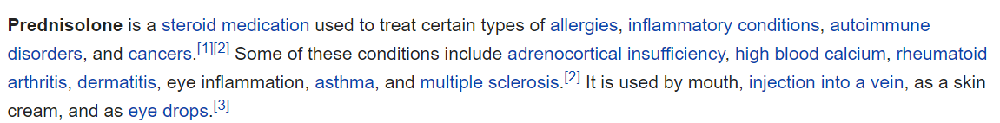 Prednisolone is a steroid medication used to treat certain types of allergies, inflammatory conditions, autoimmune
disorders, and cancers.[1][2] Some of these conditions include adrenocortical insufficiency, high blood calcium, rheumatoid
arthritis, dermatitis, eye inflammation, asthma, and multiple sclerosis.[2] It is used by mouth, injection into a vein, as a skin
cream, and as eye drops.[3]